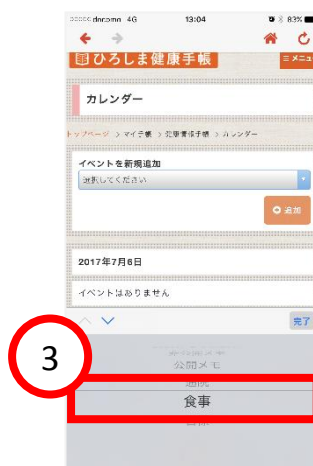 docomo 4G 13:04 83%
ひろしま健康手帳
メニュー
カレンダー
トップページ > マイ手帳 > 健康情報手帳 > カレンダー
イベントを新規追加
選択してください
追加
2017年7月6日
イベントはありません
完了
3
公開メモ
通院
食事